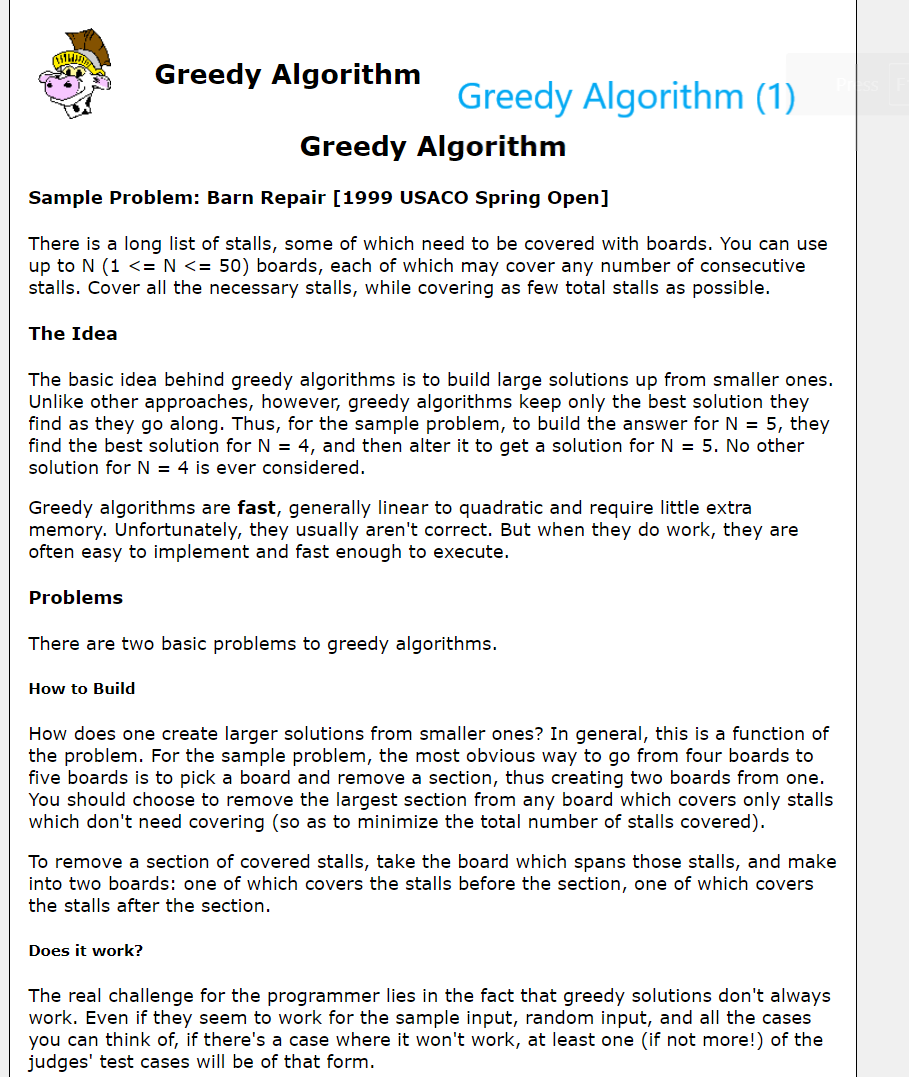 Greedy Algorithm
Greedy Algorithm (1)
Press F
Greedy Algorithm
Sample Problem: Barn Repair [1999 USACO Spring Open]
There is a long list of stalls, some of which need to be covered with boards. You can use
up to N (1 <= N <= 50) boards, each of which may cover any number of consecutive
stalls. Cover all the necessary stalls, while covering as few total stalls as possible.
The Idea
The basic idea behind greedy algorithms is to build large solutions up from smaller ones.
Unlike other approaches, however, greedy algorithms keep only the best solution they
find as they go along. Thus, for the sample problem, to build the answer for N = 5, they
find the best solution for N = 4, and then alter it to get a solution for N = 5. No other
solution for N = 4 is ever considered.
Greedy algorithms are fast, generally linear to quadratic and require little extra
memory. Unfortunately, they usually aren't correct. But when they do work, they are
often easy to implement and fast enough to execute.
Problems
There are two basic problems to greedy algorithms.
How to Build
How does one create larger solutions from smaller ones? In general, this is a function of
the problem. For the sample problem, the most obvious way to go from four boards to
five boards is to pick a board and remove a section, thus creating two boards from one.
You should choose to remove the largest section from any board which covers only stalls
which don't need covering (so as to minimize the total number of stalls covered).
To remove a section of covered stalls, take the board which spans those stalls, and make
into two boards: one of which covers the stalls before the section, one of which covers
the stalls after the section.
Does it work?
The real challenge for the programmer lies in the fact that greedy solutions don't always
work. Even if they seem to work for the sample input, random input, and all the cases
you can think of, if there's a case where it won't work, at least one (if not more!) of the
judges' test cases will be of that form.